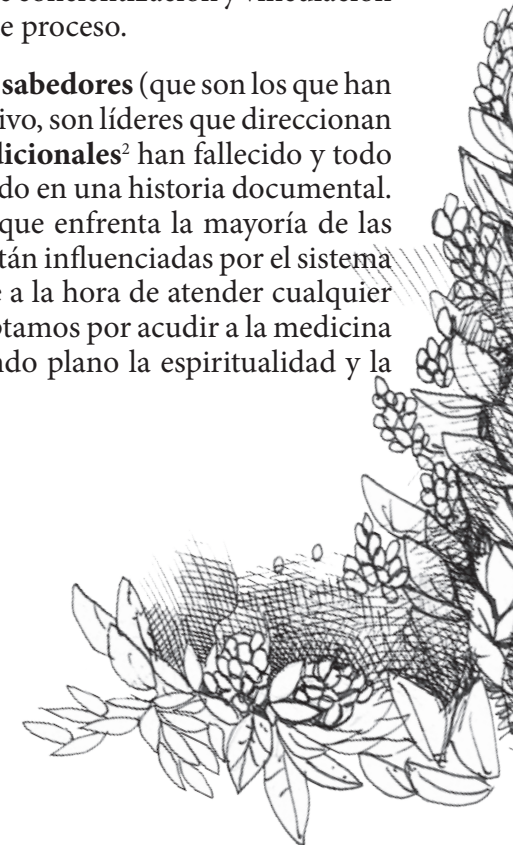 e concientización y vinculación
e proceso.
sabedores (que son los que han
ivo, son líderes que direccionan
dicionales² han fallecido y todo
do en una historia documental.
que enfrenta la mayoría de las
tán influenciadas por el sistema
e a la hora de atender cualquier
ptamos por acudir a la medicina
ndo plano la espiritualidad y la